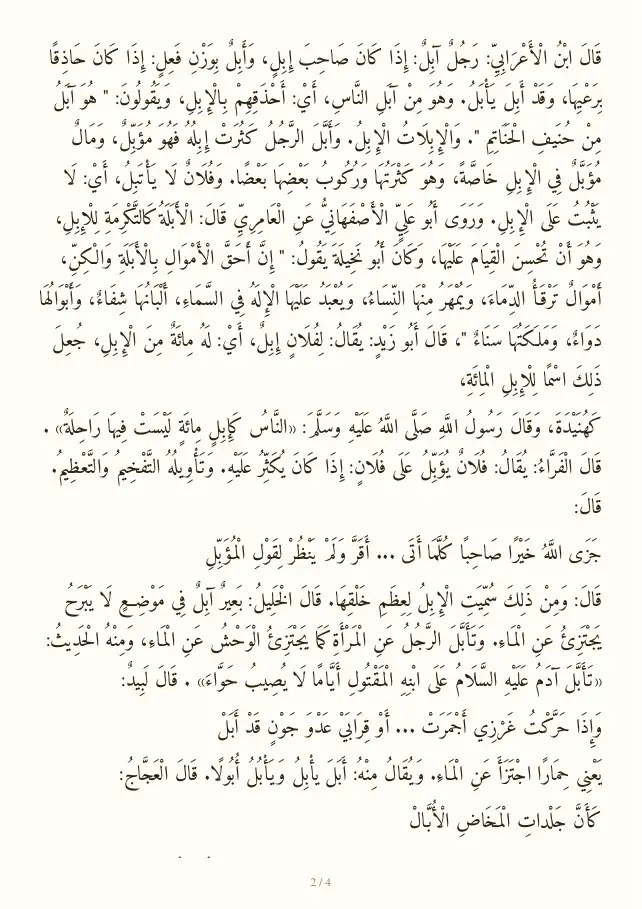 قَالَ ابْنُ الْأَعْرَابِيِّ: رَجُلٌ آبِلٌ: إِذَا كَانَ صَاحِبَ إِبِلٍ، وَأَبِلٌ بِوَزْنِ فَعِلٍ: إِذَا كَانَ حَاذِقًا
بِرَعْيِهَا، وَقَدْ أَبِلَ يَأْبَلُ. وَهُوَ مِنْ آبَلِ النَّاسِ، أَيْ: أَحْذَقِهِمْ بِالْإِبِلِ، وَيَقُولُونَ: " هُوَ آبَلُ
مِنْ حُنَيفِ الْحَنَاتِمِ ". وَالْإِبِلَاتُ الْإِبِلُ. وَأَبَّلَ الرَّجُلُ كَثُرَتْ إِبِلُهُ فَهُوَ مُؤَبِّلٌ، وَمَالٌ
مُؤَبَّلٌ فِي الْإِبِلِ خَاصَّةً، وَهُوَ كَثْرَتُهَا وَرُكُوبُ بَعْضِهَا بَعْضًا. وَفُلَانٌ لَا يَأْتَبِلُ، أَيْ: لَا
يَثْبُتُ عَلَى الْإِبِلِ. وَرَوَى أَبُو عَلِيٍّ الْأَصْفَهَانِيُّ عَنِ الْعَامِرِيِّ قَالَ: الْأَبَلَةُ كَالتَّكْرِمَةِ لِلْإِبِلِ،
وَهُوَ أَنْ تُحْسِنَ الْقِيَامَ عَلَيْهَا، وَكَانَ أَبُو نَخِيلَةَ يَقُولُ: " إِنَّ أَحَقَّ الْأَمْوَالِ بِالْأَبَلَةِ وَالْكِنِّ،
أَمْوَالٌ تَرْقَأُ الدِّمَاءَ، وَيُمْهَرُ مِنْهَا النِّسَاءُ، وَيُعْبَدُ عَلَيْهَا الْإِلَهُ فِي السَّمَاءِ، أَلْبَانُهَا شِفَاءٌ، وَأَبْوَالُهَا
دَوَاءٌ، وَمَلَكَتُهَا سَنَاءٌ "، قَالَ أَبُو زَيْدٍ: يُقَالُ: لِفُلَانٍ إِبِلٌ، أَيْ: لَهُ مِائَةٌ مِنَ الْإِبِلِ، جُعِلَ
ذَلِكَ اسْمًا لِلْإِبِلِ الْمِائَةِ،
كَهُنَيْدَةَ، وَقَالَ رَسُولُ اللَّهِ صَلَّى اللَّهُ عَلَيْهِ وَسَلَّمَ: «النَّاسُ كَإِبِلٍ مِائَةٍ لَيْسَتْ فِيهَا رَاحِلَةٌ» .
قَالَ الْفَرَّاءُ: يُقَالُ: فُلَانٌ يُؤَبِّلُ عَلَى فُلَانٍ: إِذَا كَانَ يُكَثِّرُ عَلَيْهِ. وَتَأْوِيلُهُ التَّفْخِيمُ وَالتَّعْظِيمُ.
قَالَ:
جَزَى اللَّهُ خَيْرًا صَاحِبًا كُلَّمَا أَتَى ... أَقَرَّ وَلَمْ يَنْظُرْ لِقَوْلِ الْمُؤَبِّلِ
قَالَ: وَمِنْ ذَلِكَ سُمِّيَتِ الْإِبِلُ لِعِظَمِ خَلْقِهَا. قَالَ الْخَلِيلُ: بَعِيرٌ آبِلٌ فِي مَوْضِعٍ لَا يَبْرَحُ
يَجْتَزِئُ عَنِ الْمَاءِ. وَتَأَبَّلَ الرَّجُلُ عَنِ الْمَرْأَةِ كَمَا يَجْتَزِئُ الْوَحْشُ عَنِ الْمَاءِ، وَمِنْهُ الْحَدِيثُ:
«تَأَبَّلَ آدَمُ عَلَيْهِ السَّلَامُ عَلَى ابْنِهِ الْمَقْتُولِ أَيَّامًا لَا يُصِيبُ حَوَّاءَ» . قَالَ لَبِيدٌ:
وَإِذَا حَرَّكْتُ غَرْزِي أَجْمَرَتْ ... أَوْ قِرَابَيْ عَدْوَ جَوْنٍ قَدْ أَبَلْ
يَعْنِي حِمَارًا اجْتَزَأَ عَنِ الْمَاءِ. وَيُقَالُ مِنْهُ: أَبَلَ يَأْبِلُ وَيَأْبُلُ أُبُولًا. قَالَ الْعَجَّاجُ:
كَأَنَّ جَلْدَاتِ الْمَخَاضِ الْأُبَّالْ
2 / 4